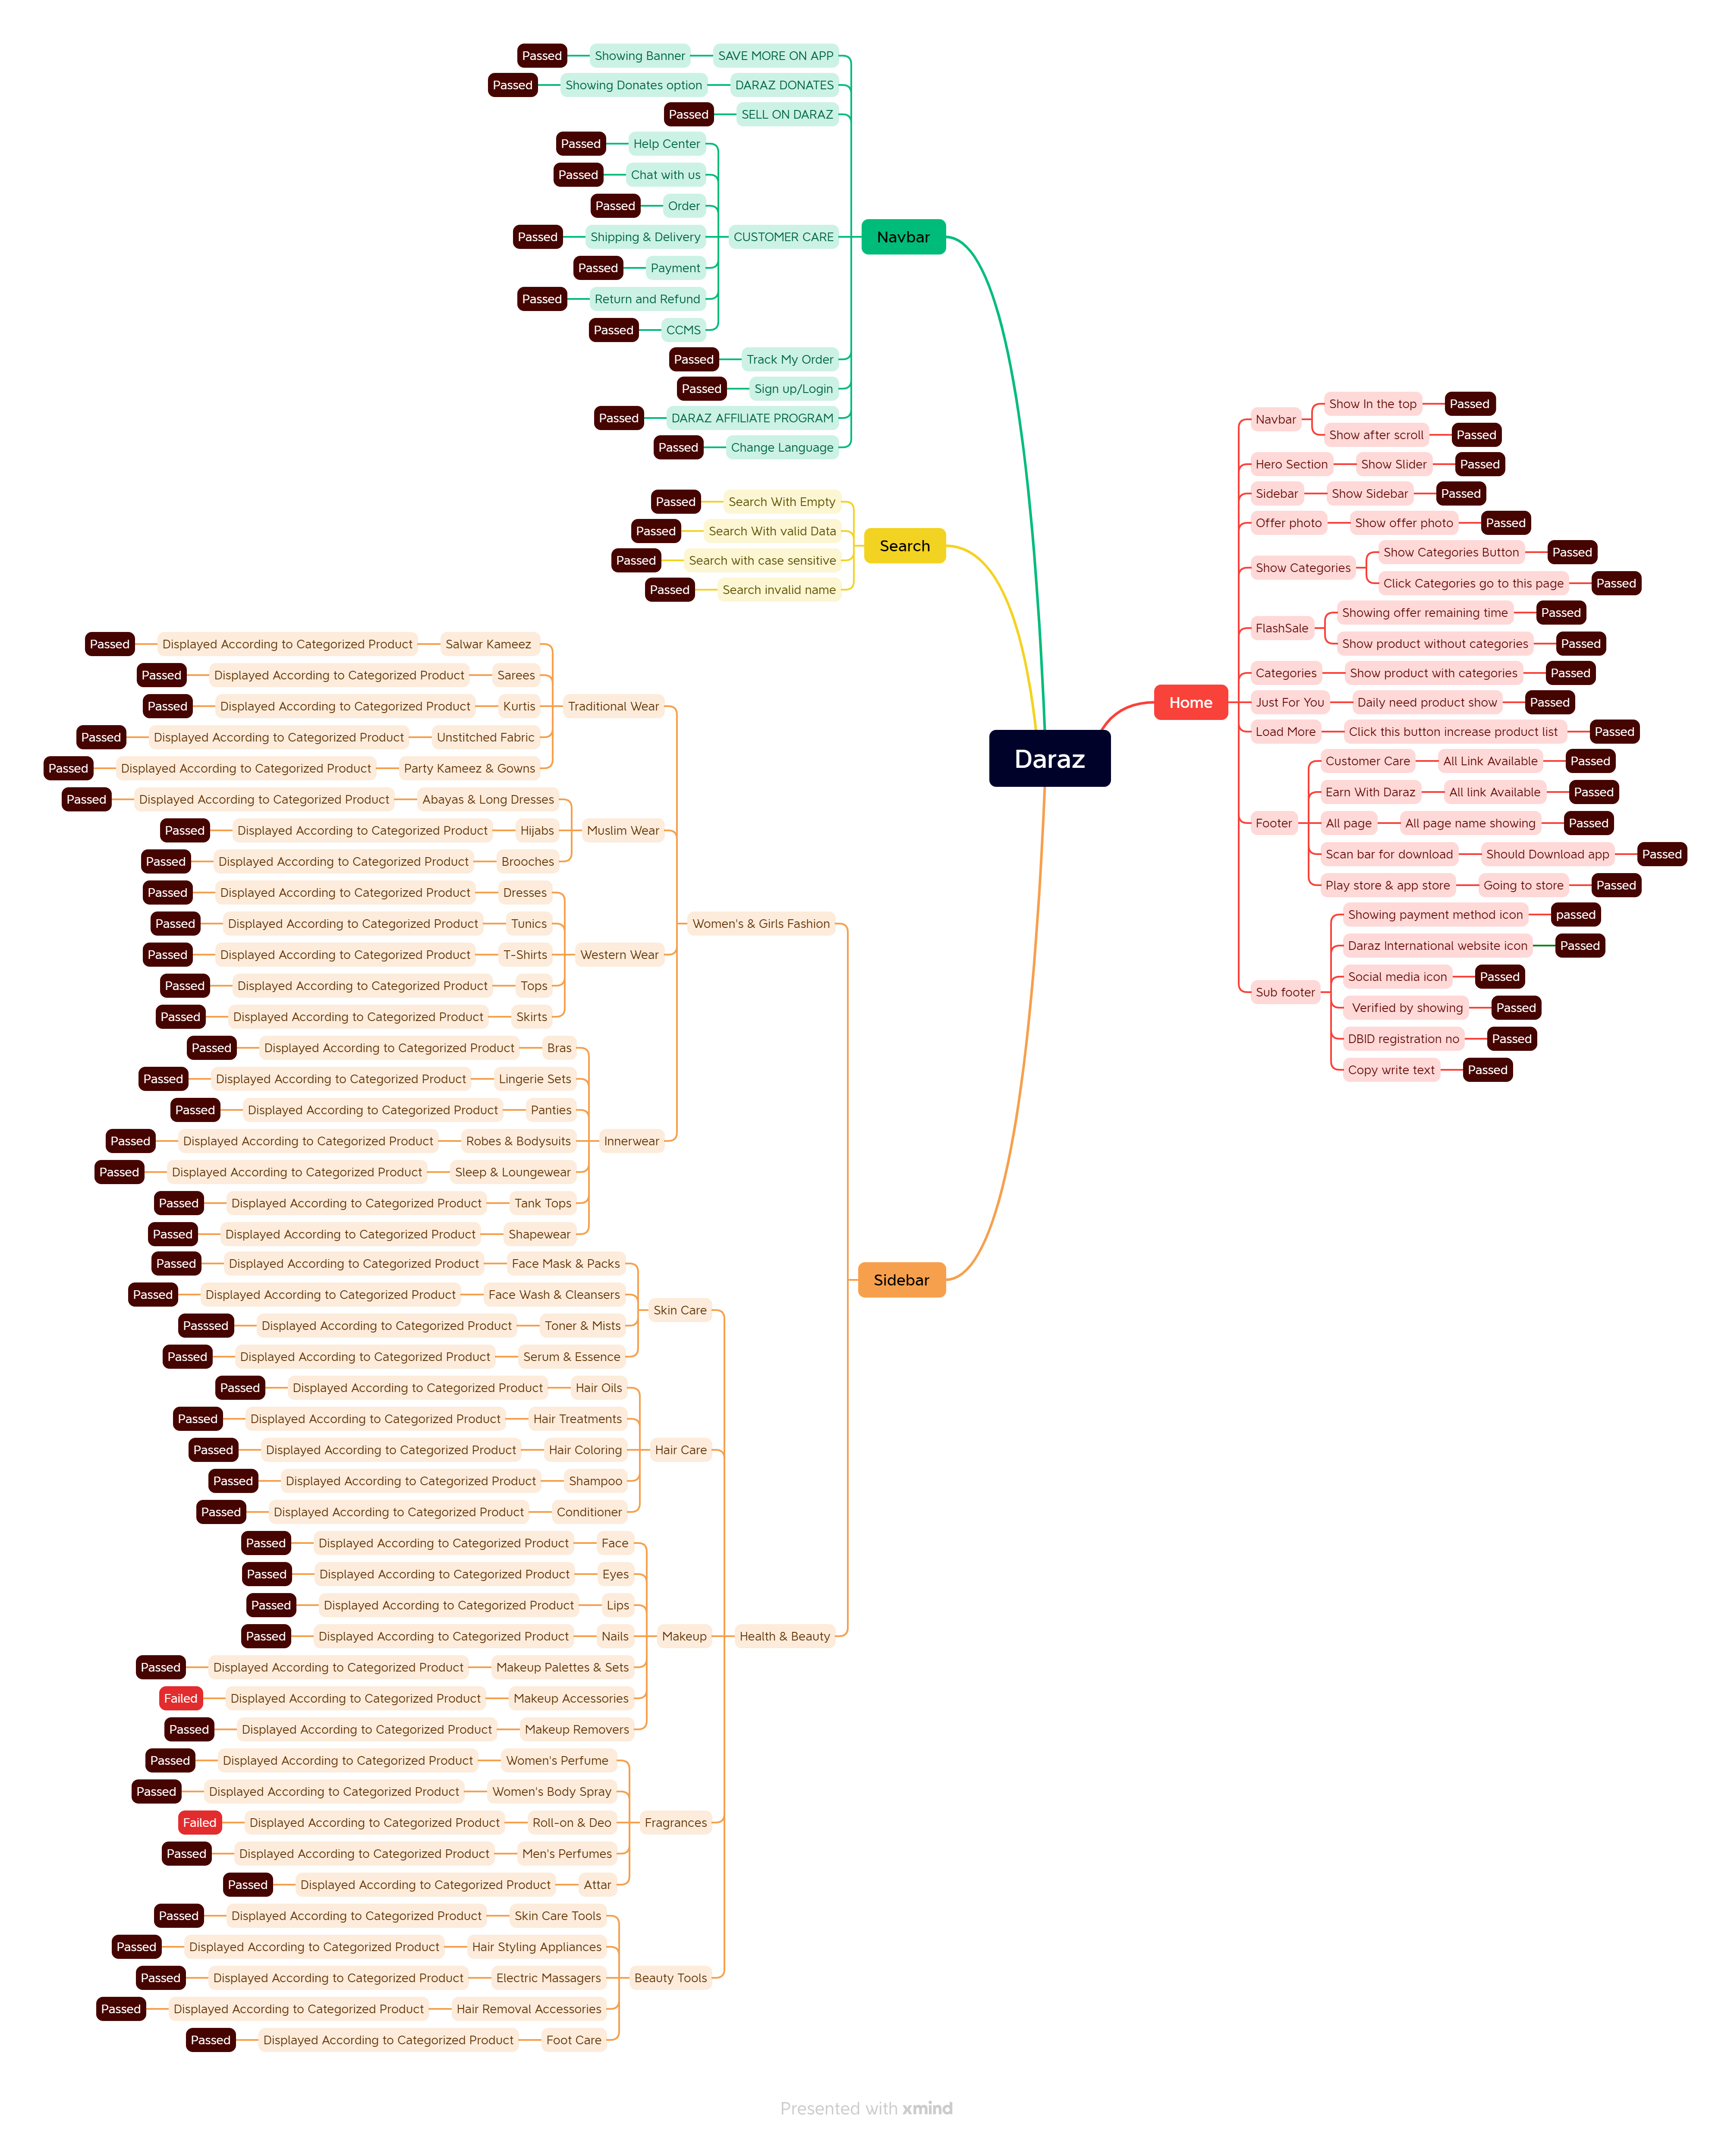 Daraz
Home
Navbar
Show In the top
Passed
Show after scroll
Passed
Hero Section
Show Slider
Passed
Sidebar
Show Sidebar
Passed
Offer photo
Show offer photo
Passed
Show Categories
Show Categories Button
Passed
Click Categories go to this page
Passed
FlashSale
Showing offer remaining time
Passed
Show product without categories
Passed
Categories
Show product with categories
Passed
Just For You
Daily need product show
Passed
Load More
Click this button increase product list
Passed
Footer
Customer Care
All Link Available
Passed
Earn With Daraz
All link Available
Passed
All page
All page name showing
Passed
Scan bar for download
Should Download app
Passed
Play store & app store
Going to store
Passed
Sub footer
Showing payment method icon
passed
Daraz International website icon
Passed
Social media icon
Passed
Verified by showing
Passed
DBID registration no
Passed
Copy write text
Passed
Navbar
SAVE MORE ON APP
Showing Banner
Passed
DARAZ DONATES
Showing Donates option
Passed
SELL ON DARAZ
Passed
CUSTOMER CARE
Help Center
Passed
Chat with us
Passed
Order
Passed
Shipping & Delivery
Passed
Payment
Passed
Return and Refund
Passed
CCMS
Passed
Track My Order
Passed
Sign up/Login
Passed
DARAZ AFFILIATE PROGRAM
Passed
Change Language
Passed
Search
Search With Empty
Passed
Search With valid Data
Passed
Search with case sensitive
Passed
Search invalid name
Passed
Sidebar
Women's & Girls Fashion
Traditional Wear
Salwar Kameez
Displayed According to Categorized Product
Passed
Sarees
Displayed According to Categorized Product
Passed
Kurtis
Displayed According to Categorized Product
Passed
Unstitched Fabric
Displayed According to Categorized Product
Passed
Party Kameez & Gowns
Displayed According to Categorized Product
Passed
Muslim Wear
Abayas & Long Dresses
Displayed According to Categorized Product
Passed
Hijabs
Displayed According to Categorized Product
Passed
Brooches
Displayed According to Categorized Product
Passed
Western Wear
Dresses
Displayed According to Categorized Product
Passed
Tunics
Displayed According to Categorized Product
Passed
T-Shirts
Displayed According to Categorized Product
Passed
Tops
Displayed According to Categorized Product
Passed
Skirts
Displayed According to Categorized Product
Passed
Innerwear
Bras
Displayed According to Categorized Product
Passed
Lingerie Sets
Displayed According to Categorized Product
Passed
Panties
Displayed According to Categorized Product
Passed
Robes & Bodysuits
Displayed According to Categorized Product
Passed
Sleep & Loungewear
Displayed According to Categorized Product
Passed
Tank Tops
Displayed According to Categorized Product
Passed
Shapewear
Displayed According to Categorized Product
Passed
Health & Beauty
Skin Care
Face Mask & Packs
Displayed According to Categorized Product
Passed
Face Wash & Cleansers
Displayed According to Categorized Product
Passed
Toner & Mists
Displayed According to Categorized Product
Passsed
Serum & Essence
Displayed According to Categorized Product
Passed
Hair Care
Hair Oils
Displayed According to Categorized Product
Passed
Hair Treatments
Displayed According to Categorized Product
Passed
Hair Coloring
Displayed According to Categorized Product
Passed
Shampoo
Displayed According to Categorized Product
Passed
Conditioner
Displayed According to Categorized Product
Passed
Makeup
Face
Displayed According to Categorized Product
Passed
Eyes
Displayed According to Categorized Product
Passed
Lips
Displayed According to Categorized Product
Passed
Nails
Displayed According to Categorized Product
Passed
Makeup Palettes & Sets
Displayed According to Categorized Product
Passed
Makeup Accessories
Displayed According to Categorized Product
Failed
Makeup Removers
Displayed According to Categorized Product
Passed
Fragrances
Women's Perfume
Displayed According to Categorized Product
Passed
Women's Body Spray
Displayed According to Categorized Product
Passed
Roll-on & Deo
Displayed According to Categorized Product
Failed
Men's Perfumes
Displayed According to Categorized Product
Passed
Attar
Displayed According to Categorized Product
Passed
Beauty Tools
Skin Care Tools
Displayed According to Categorized Product
Passed
Hair Styling Appliances
Displayed According to Categorized Product
Passed
Electric Massagers
Displayed According to Categorized Product
Passed
Hair Removal Accessories
Displayed According to Categorized Product
Passed
Foot Care
Displayed According to Categorized Product
Passed
Presented with xmind